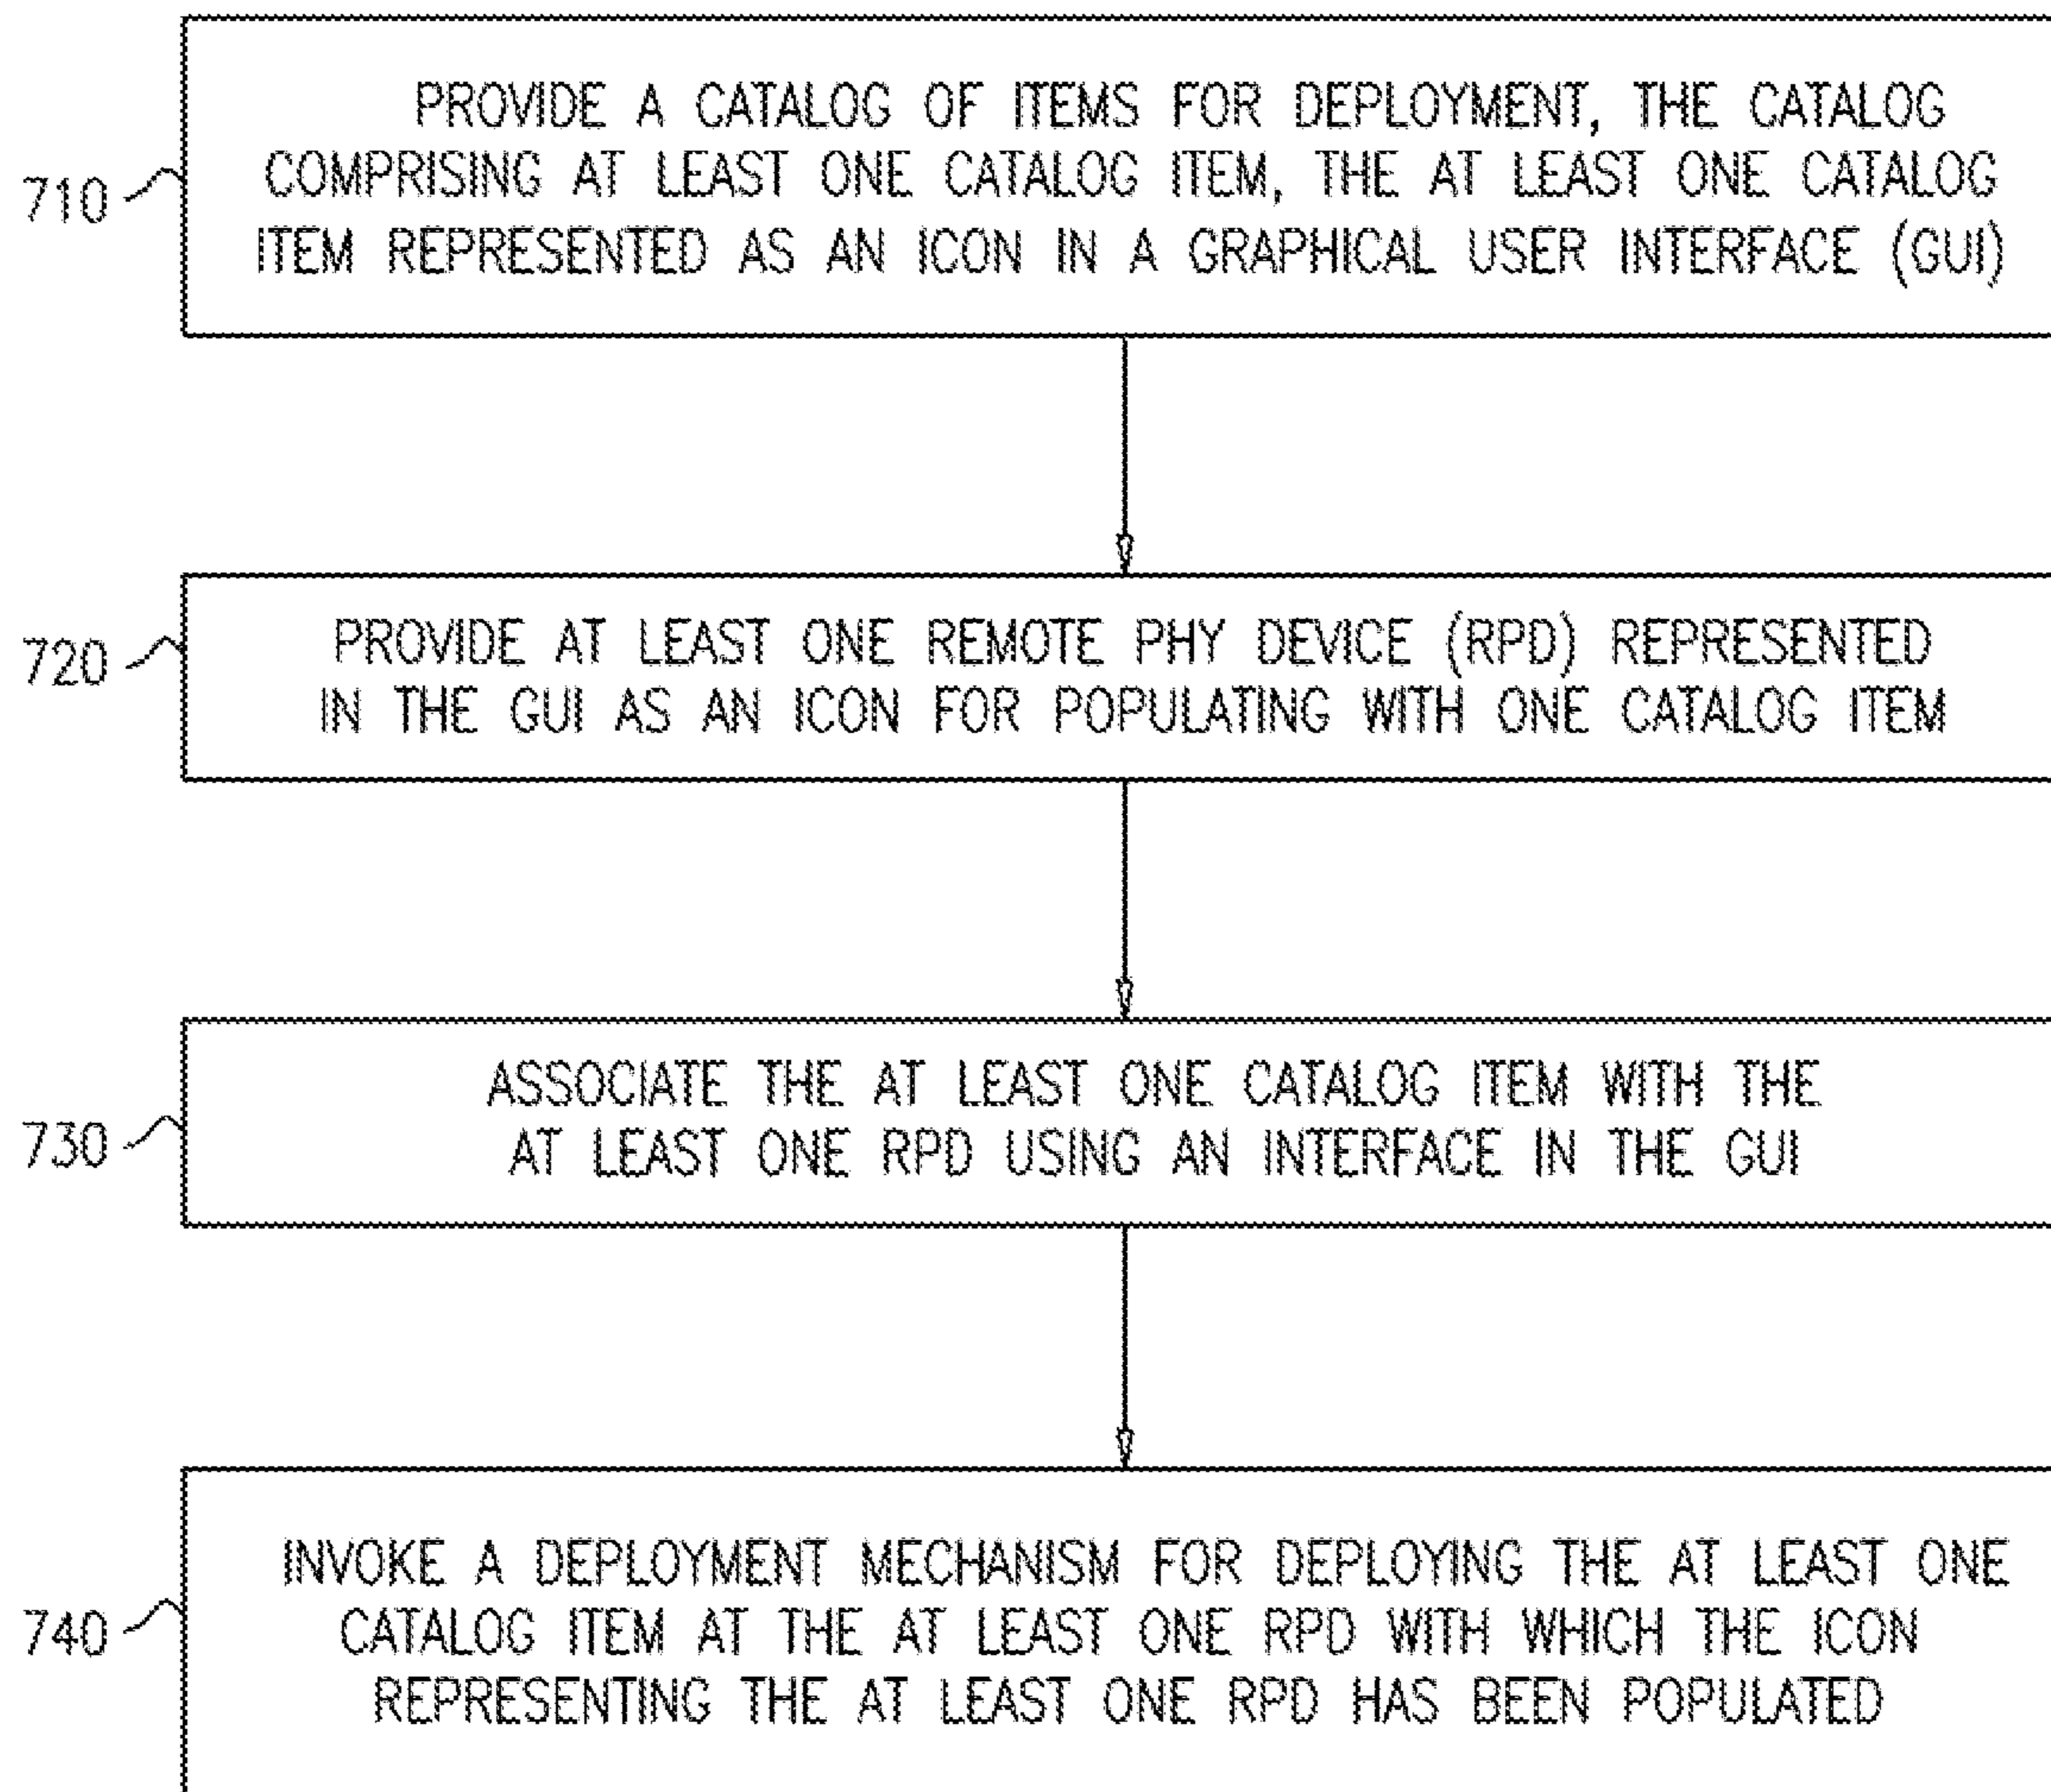 PROVIDE A CATALOG OF ITEMS FOR DEPLOYMENT, THE CATALOG
COMPRISING AT LEAST ONE CATALOG ITEM, THE AT LEAST ONE CATALOG
ITEM REPRESENTED AS AN ICON IN A GRAPHICAL USER INTERFACE (GUI)
710
PROVIDE AT LEAST ONE REMOTE PHY DEVICE (RPD) REPRESENTED
IN THE GUI AS AN ICON FOR POPULATING WITH ONE CATALOG ITEM
720
ASSOCIATE THE AT LEAST ONE CATALOG ITEM WITH THE
AT LEAST ONE RPD USING AN INTERFACE IN THE GUI
730
INVOKE A DEPLOYMENT MECHANISM FOR DEPLOYING THE AT LEAST ONE
CATALOG ITEM AT THE AT LEAST ONE RPD WITH WHICH THE ICON
REPRESENTING THE AT LEAST ONE RPD HAS BEEN POPULATED
740